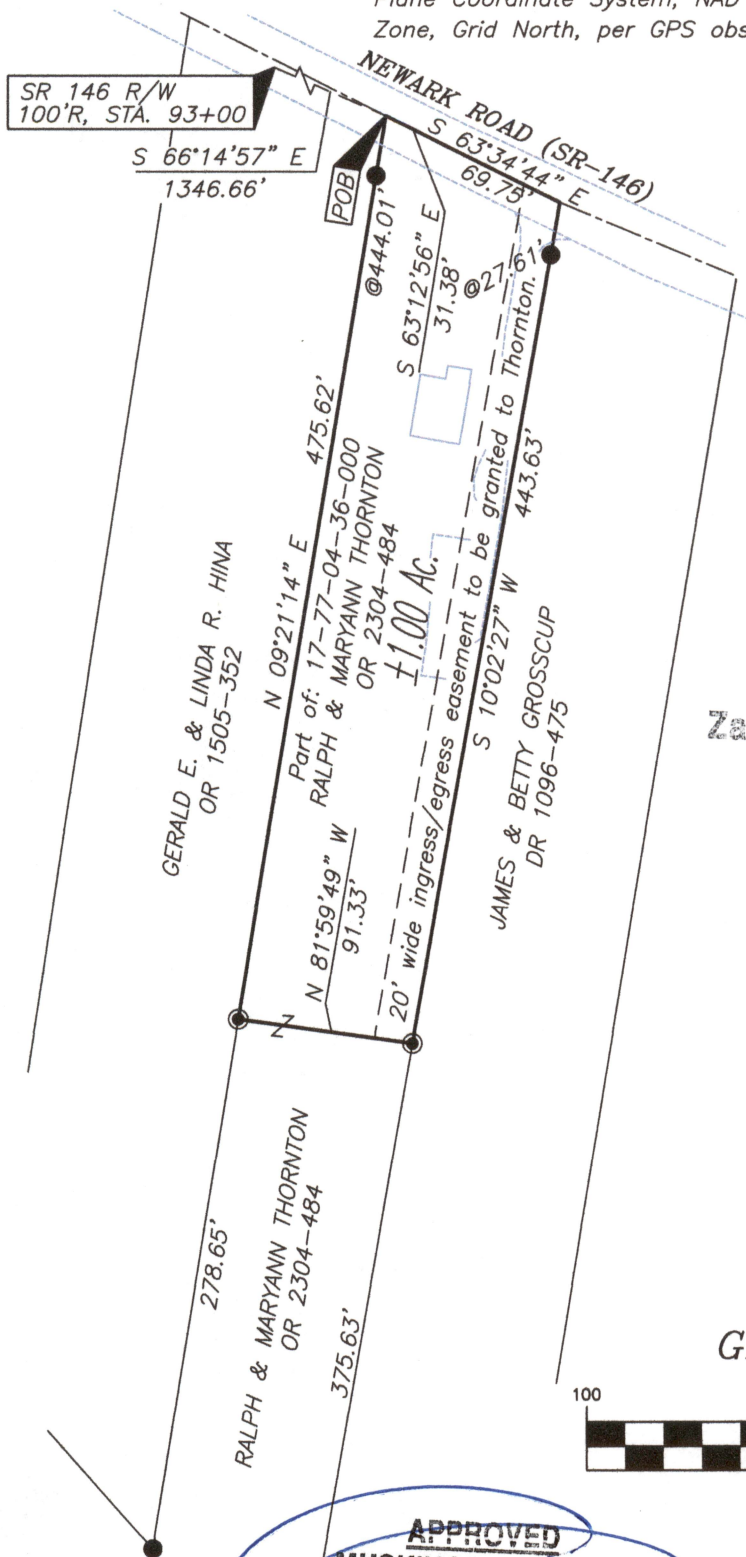 Plane Coordinate System, NAD
Zone, Grid North, per GPS
SR 146 R/W
100'R, STA. 93+00
NEWARK ROAD (SR-146)
S 63°34'44" E
69.75'
S 66°14'57" E
1346.66'
POB
@444.01'
S 63°12'56" E
31.38'
@27.61'
475.62'
N 09°21'14" E
Part of: 17-77-04-36-000
RALPH & MARYANN THORNTON
OR 2304-484
1.00 Ac.
20' wide ingress/egress easement to be granted to Thornton.
443.63'
S 10°02'27" W
GERALD E. & LINDA R. HINA
OR 1505-352
JAMES & BETTY GROSSCUP
DR 1096-475
N 81°59'49" W
91.33'
278.65'
RALPH & MARYANN THORNTON
OR 2304-484
375.63'
100
APPROVED